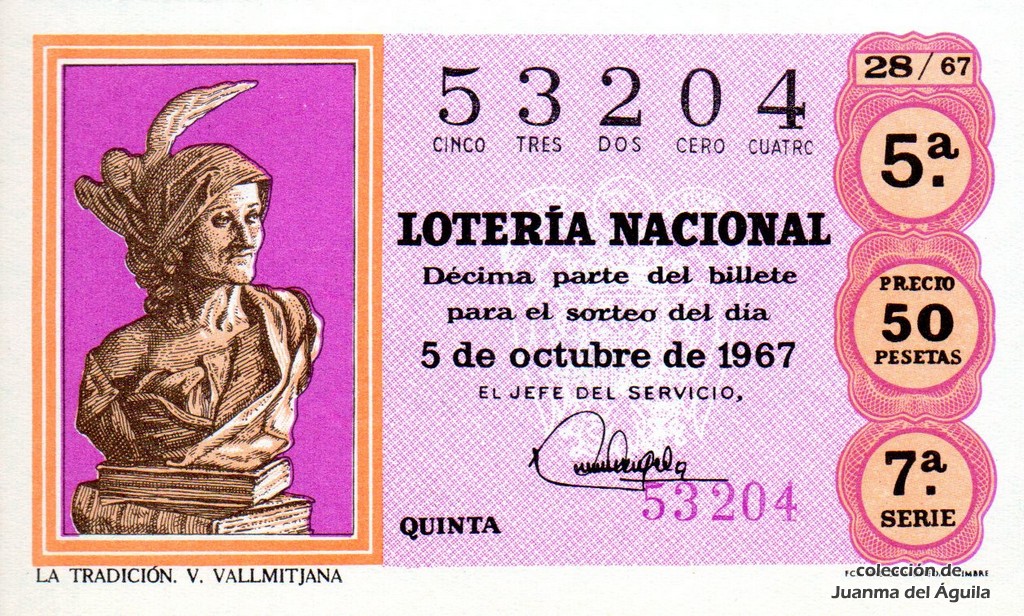 53204
CINCO TRES DOS CERO CUATRO
LOTERÍA NACIONAL
Décima parte del billete
para el sorteo del día
5 de octubre de 1967
EL JEFE DEL SERVICIO,
53204
QUINTA
28/67
5ª.
PRECIO
50
PESETAS
7ª.
SERIE
LA TRADICIÓN. V. VALLMITJANA
colección de
Juanma del Águila